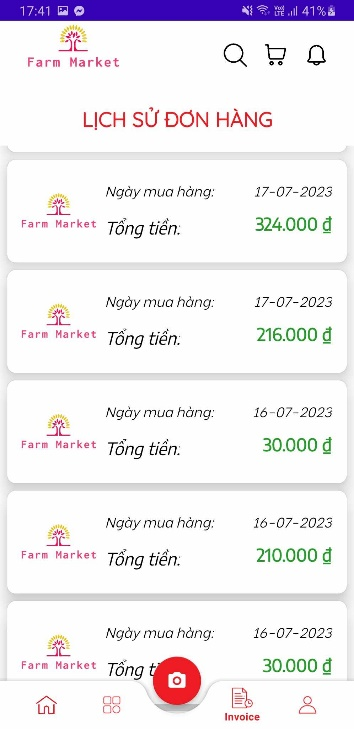 17:41 41%
Farm Market
LỊCH SỬ ĐƠN HÀNG
Ngày mua hàng: 17-07-2023
Farm Market Tổng tiền: 324.000 ₫
Ngày mua hàng: 17-07-2023
Farm Market Tổng tiền: 216.000 ₫
Ngày mua hàng: 16-07-2023
Farm Market Tổng tiền: 30.000 ₫
Ngày mua hàng: 16-07-2023
Farm Market Tổng tiền: 210.000 ₫
Ngày mua hàng: 16-07-2023
Farm Market Tổng t 30.000 ₫
Invoice